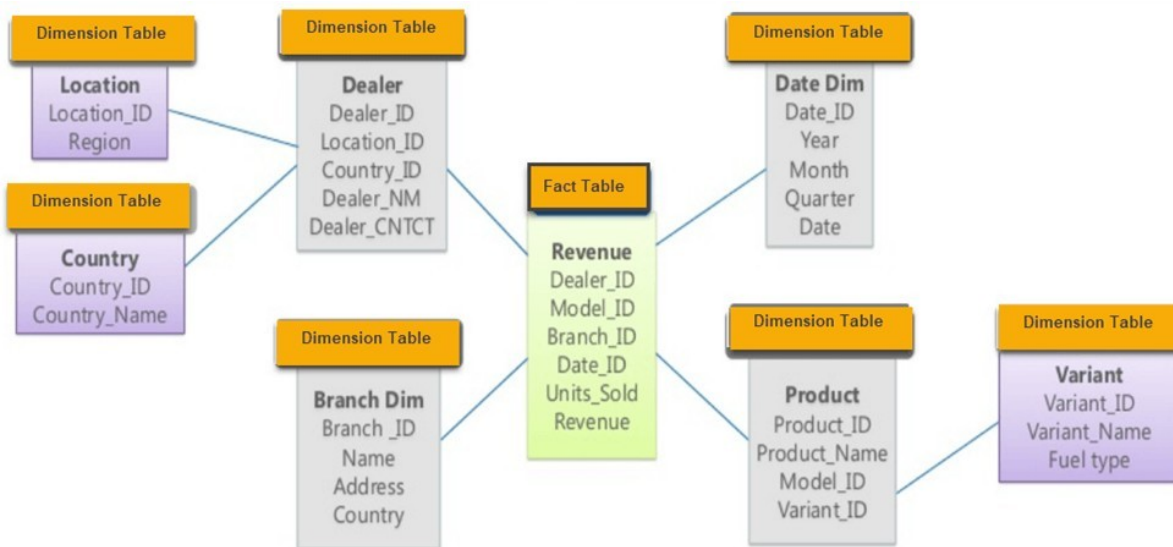 Dimension Table
Location
Location_ID
Region
Dimension Table
Country
Country_ID
Country_Name
Dimension Table
Dealer
Dealer_ID
Location_ID
Country_ID
Dealer_NM
Dealer_CNTCT
Dimension Table
Branch Dim
Branch _ID
Name
Address
Country
Fact Table
Revenue
Dealer_ID
Model_ID
Branch_ID
Date_ID
Units_Sold
Revenue
Dimension Table
Date Dim
Date_ID
Year
Month
Quarter
Date
Dimension Table
Product
Product_ID
Product_Name
Model_ID
Variant_ID
Dimension Table
Variant
Variant_ID
Variant_Name
Fuel type